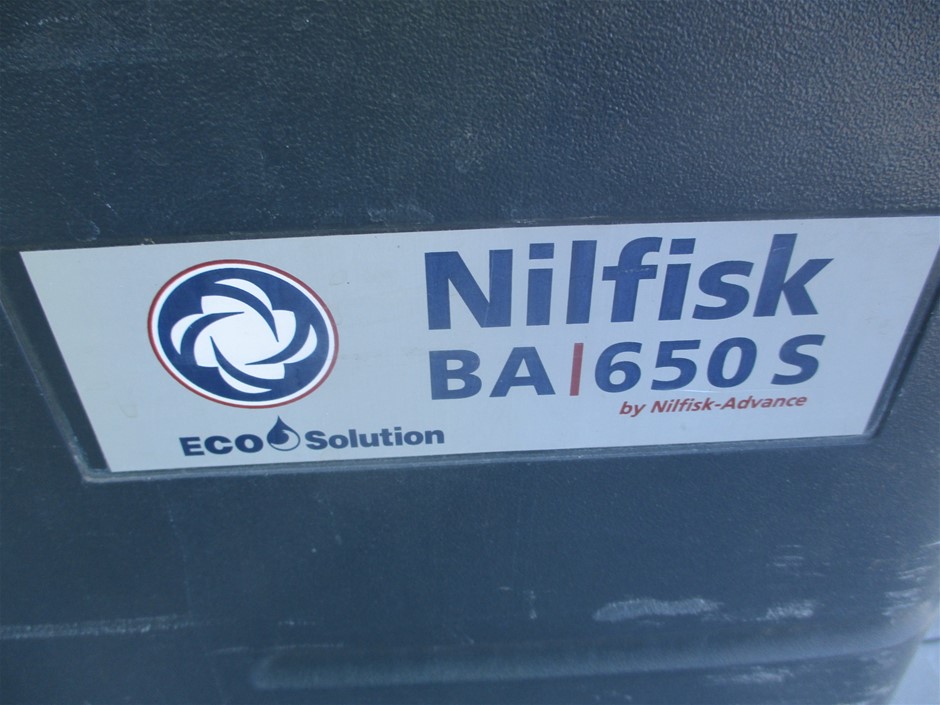 Nilfisk
BA|650 S
by Nilfisk-Advance
ECO Solution